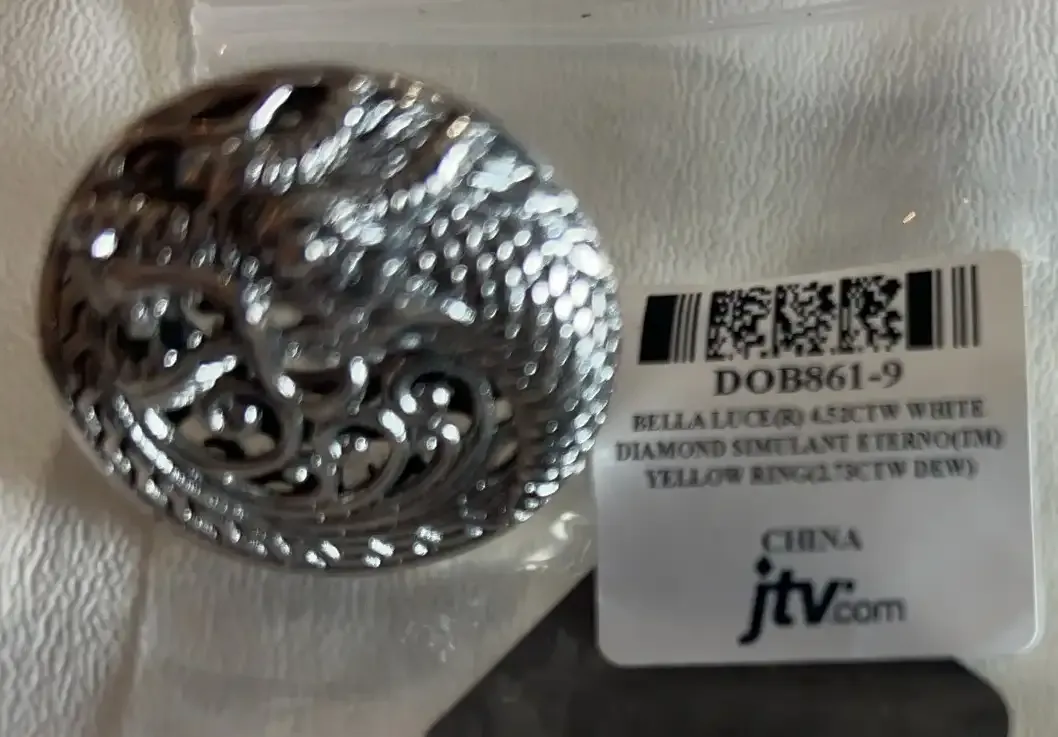 DOB861-9
BELLA LUCE(R) 4.51CTW WHITE
DIAMOND SIMULANT ETERNO(TM)
YELLOW RING(2.73CTW DEW)
CHINA
jtv.com